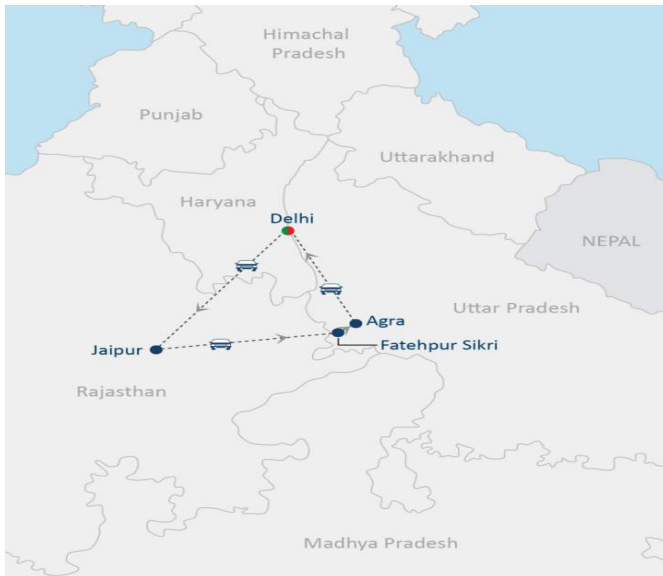 Himachal
Pradesh
Punjab
Uttarakhand
Haryana
Delhi
NEPAL
Uttar Pradesh
Agra
Jaipur
Fatehpur Sikri
Rajasthan
Madhya Pradesh